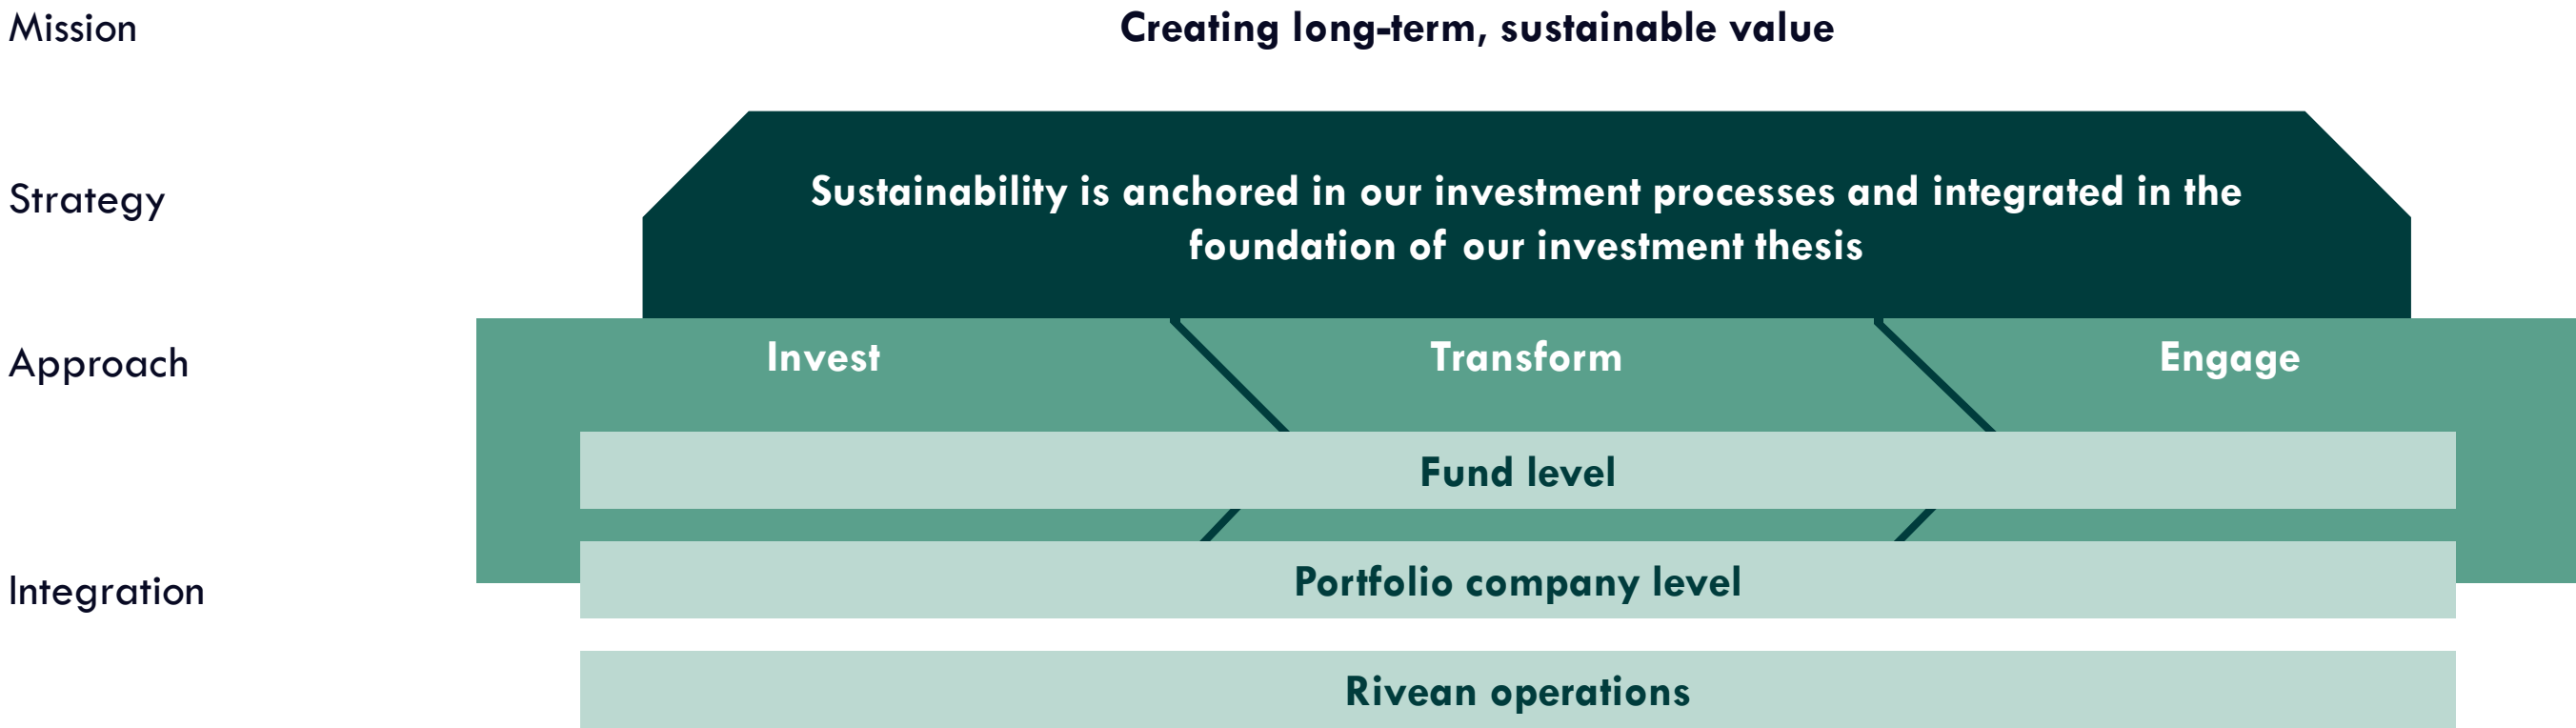 Mission
Creating long-term, sustainable value
Strategy
Sustainability is anchored in our investment processes and integrated in the
foundation of our investment thesis
Approach
Invest
Transform
Engage
Fund level
Integration
Portfolio company level
Rivean operations